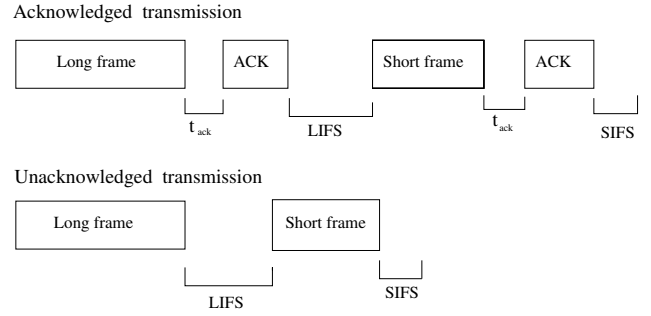 Acknowledged transmission
Long frame
ACK
Short frame
ACK
t ack
LIFS
t ack
SIFS
Unacknowledged transmission
Long frame
Short frame
LIFS
SIFS